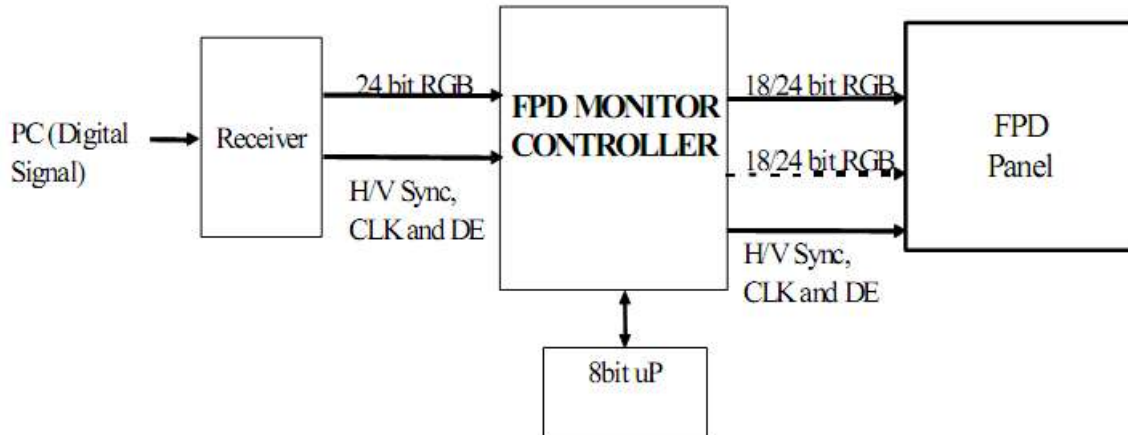 PC (Digital
Signal)
Receiver
24 bit RGB
H/V Sync,
CLK and DE
FPD MONITOR
CONTROLLER
18/24 bit RGB
18/24 bit RGB
H/V Sync,
CLK and DE
FPD
Panel
8bit uP